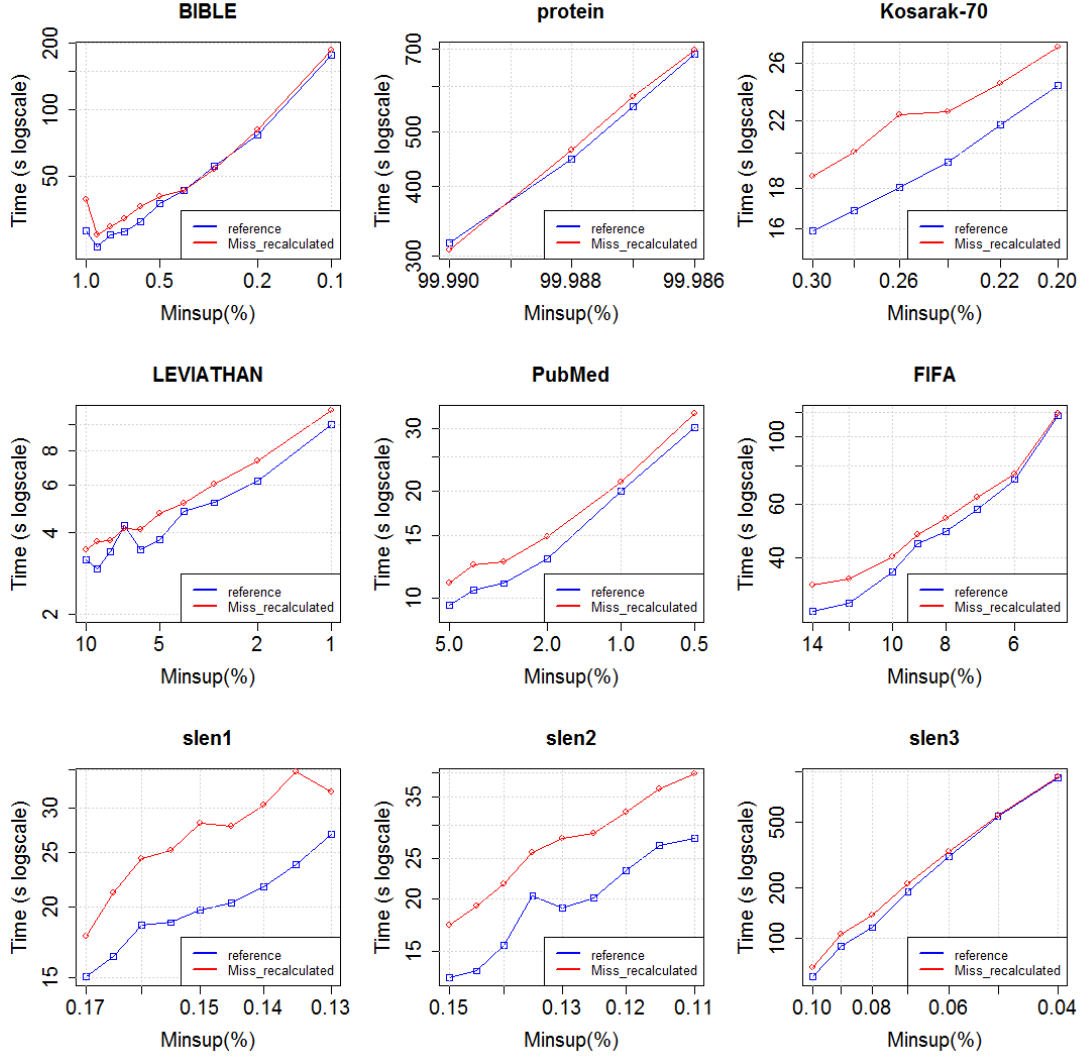 BIBLE
Time (s logscale)
200
100
50
1.0 0.5 0.2 0.1
Minsup(%)
reference
Miss_recalculated
protein
Time (s logscale)
700
500
400
300
99.990 99.988 99.986
Minsup(%)
reference
Miss_recalculated
Kosarak-70
Time (s logscale)
26
22
18
16
0.30 0.26 0.22 0.20
Minsup(%)
reference
Miss_recalculated
LEVIATHAN
Time (s logscale)
8
6
4
2
10 5 2 1
Minsup(%)
reference
Miss_recalculated
PubMed
Time (s logscale)
30
20
15
10
5.0 2.0 1.0 0.5
Minsup(%)
reference
Miss_recalculated
FIFA
Time (s logscale)
100
60
40
14 10 8 6
Minsup(%)
reference
Miss_recalculated
slen1
Time (s logscale)
30
25
20
15
0.17 0.15 0.14 0.13
Minsup(%)
reference
Miss_recalculated
slen2
Time (s logscale)
35
25
20
15
0.15 0.13 0.12 0.11
Minsup(%)
reference
Miss_recalculated
slen3
Time (s logscale)
500
200
100
0.10 0.08 0.06 0.04
Minsup(%)
reference
Miss_recalculated